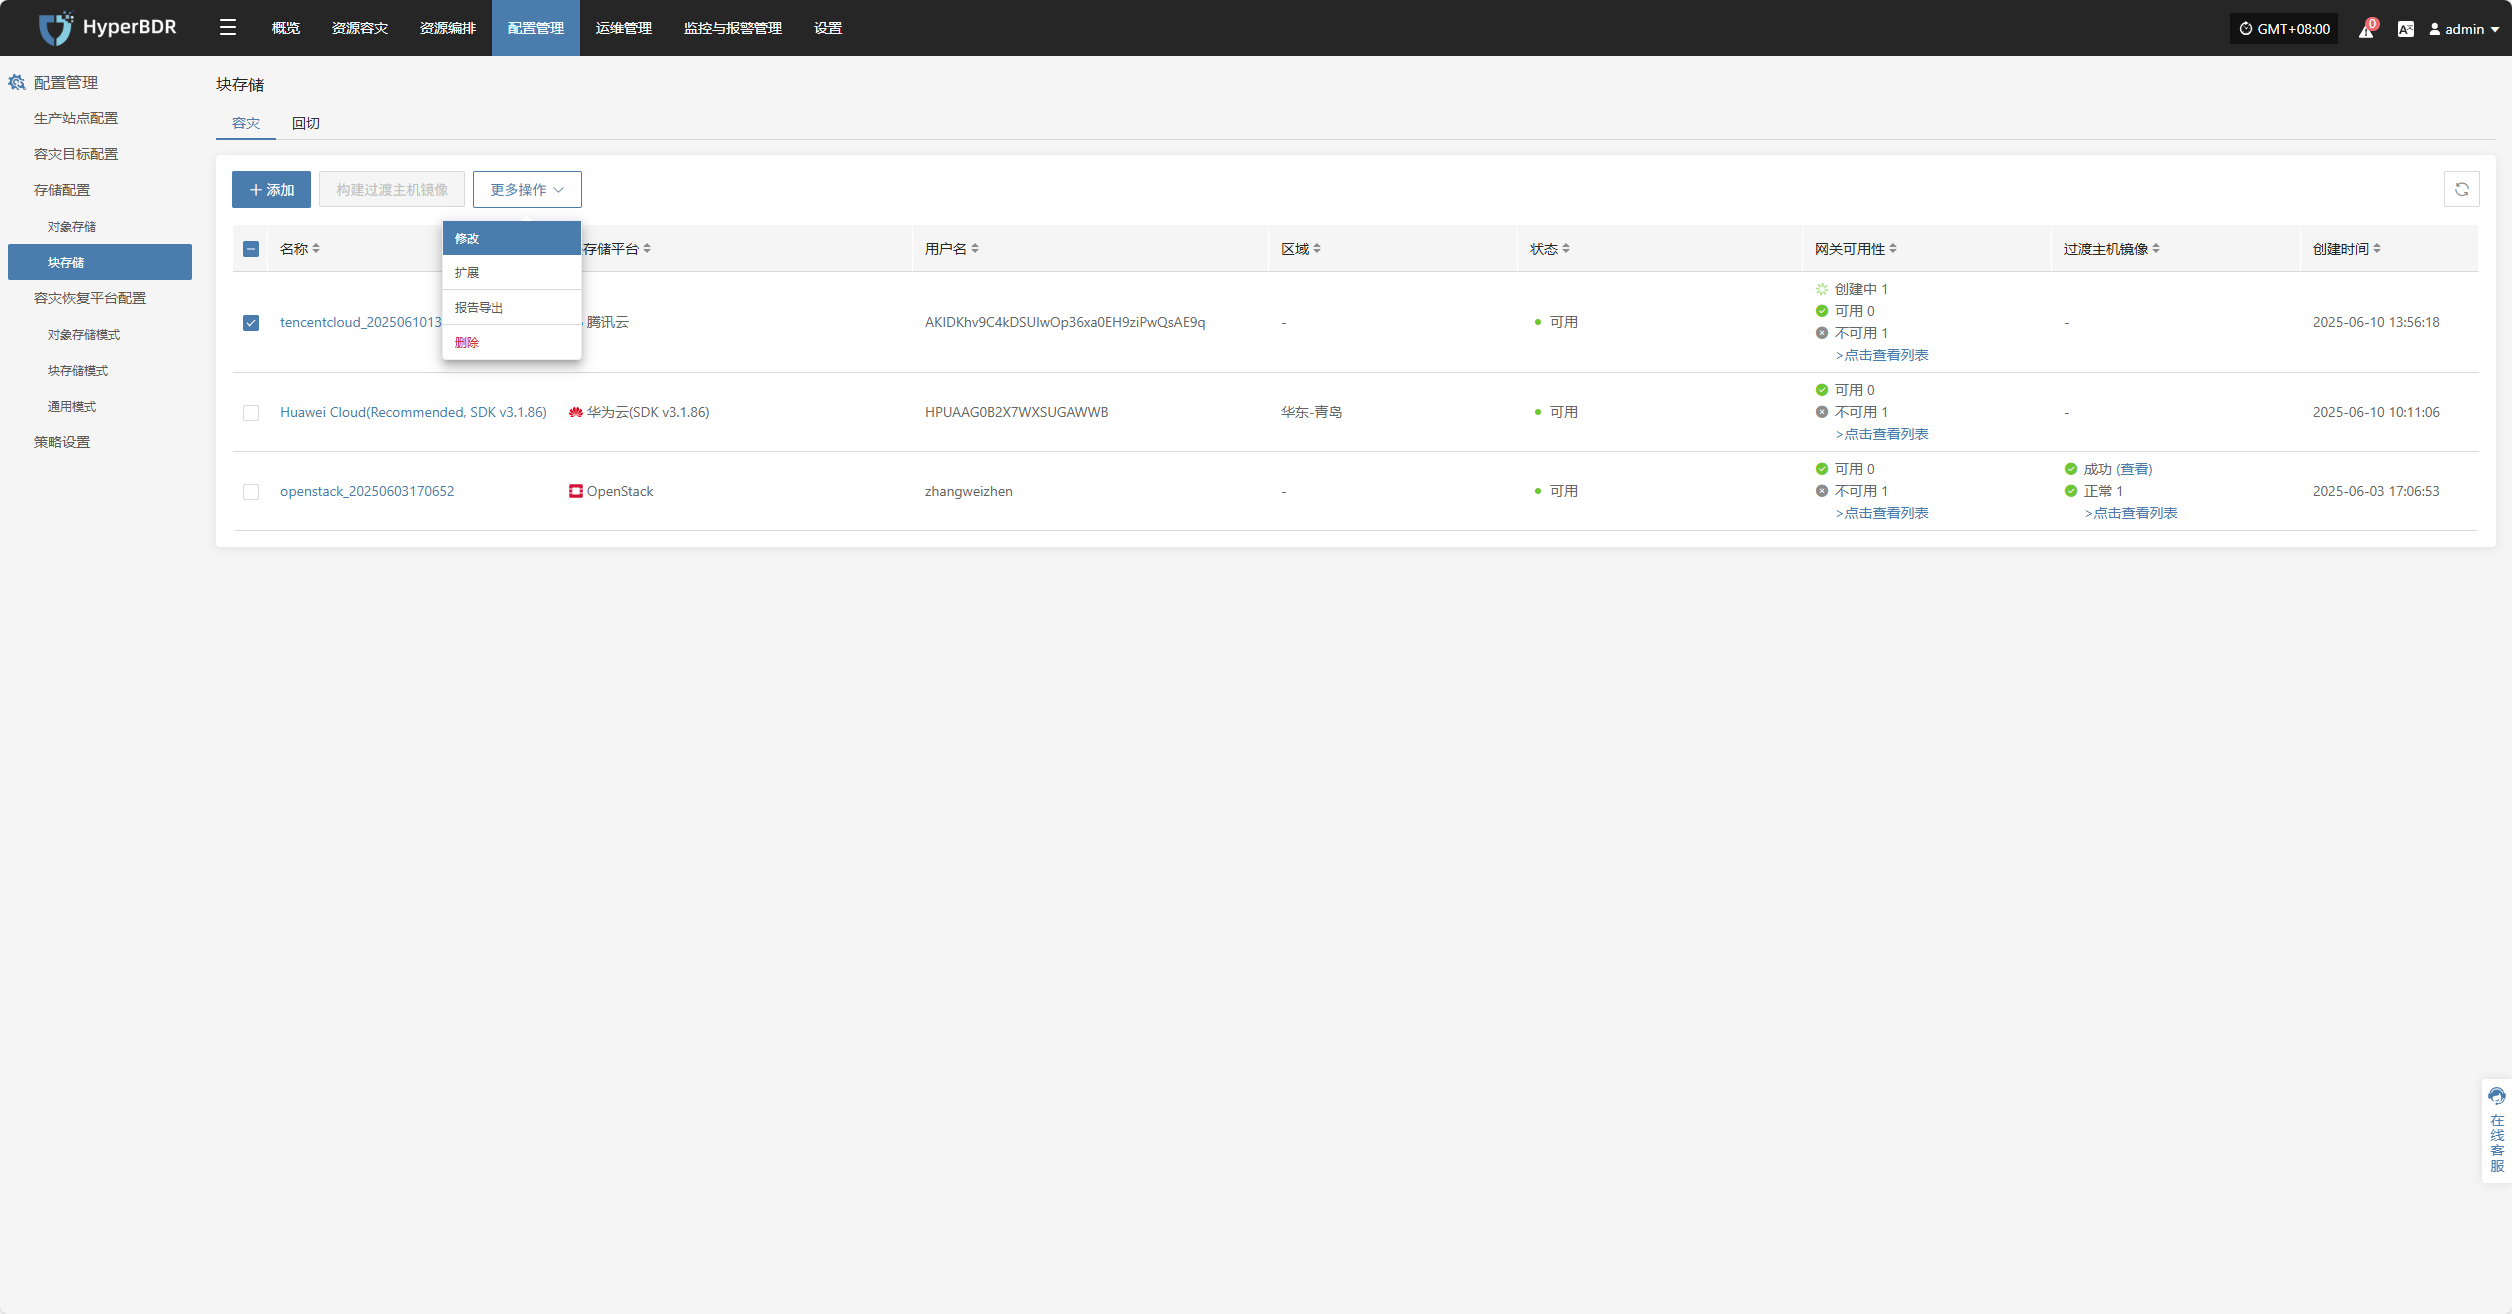 HyperBDR
概览 资源容灾 资源编排 配置管理 运维管理 监控与报警管理 设置
GMT+08:00 0 admin
配置管理
生产站点配置
容灾目标配置
存储配置
对象存储
块存储
容灾恢复平台配置
对象存储模式
块存储模式
通用模式
策略设置
块存储
容灾 回切
添加 构建过渡主机镜像 更多操作
修改
扩展
报告导出
删除
名称 存储平台 用户名 区域 状态 网关可用性 过渡主机镜像 创建时间
tencentcloud_2025061013 腾讯云 AKIDKhv9C4kDSUIwOp36xa0EH9ziPwQsAE9q - 可用
创建中 1
可用 0
不可用 1
>点击查看列表
- 2025-06-10 13:56:18
Huawei Cloud(Recommended, SDK v3.1.86) 华为云(SDK v3.1.86) HPUAAG0B2X7WXSUGAWWB 华东-青岛 可用
可用 0
不可用 1
>点击查看列表
- 2025-06-10 10:11:06
openstack_20250603170652 OpenStack zhangweizhen - 可用
可用 0
不可用 1
>点击查看列表
成功 (查看)
正常 1
>点击查看列表
2025-06-03 17:06:53
在线客服